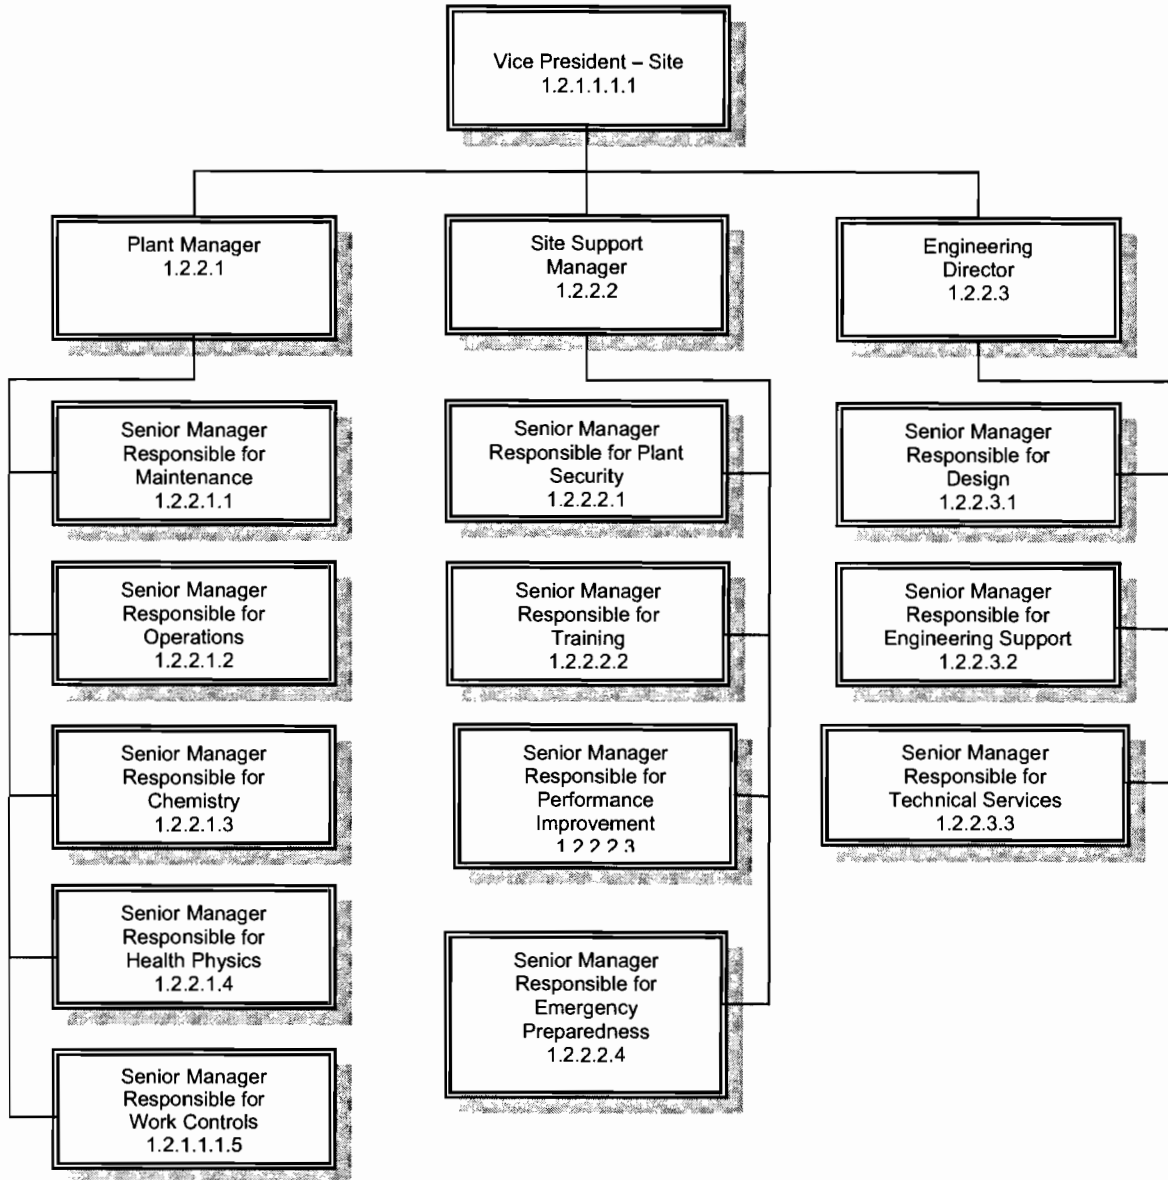 Vice President – Site
1.2.1.1.1.1
Plant Manager
1.2.2.1
Site Support
Manager
1.2.2.2
Engineering
Director
1.2.2.3
Senior Manager
Responsible for
Maintenance
1.2.2.1.1
Senior Manager
Responsible for Plant
Security
1.2.2.2.1
Senior Manager
Responsible for
Design
1.2.2.3.1
Senior Manager
Responsible for
Operations
1.2.2.1.2
Senior Manager
Responsible for
Training
1.2.2.2.2
Senior Manager
Responsible for
Engineering Support
1.2.2.3.2
Senior Manager
Responsible for
Chemistry
1.2.2.1.3
Senior Manager
Responsible for
Performance
Improvement
1.2.2.2.3
Senior Manager
Responsible for
Technical Services
1.2.2.3.3
Senior Manager
Responsible for
Health Physics
1.2.2.1.4
Senior Manager
Responsible for
Emergency
Preparedness
1.2.2.2.4
Senior Manager
Responsible for
Work Controls
1.2.1.1.1.5